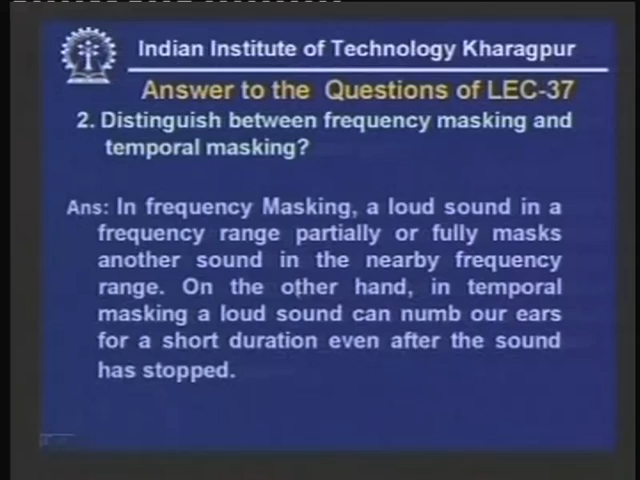 Indian Institute of Technology Kharagpur
Answer to the Questions of LEC-37
2. Distinguish between frequency masking and
temporal masking?
Ans: In frequency Masking, a loud sound in a
frequency range partially or fully masks
another sound in the nearby frequency
range. On the other hand, in temporal
masking a loud sound can numb our ears
for a short duration even after the sound
has stopped.